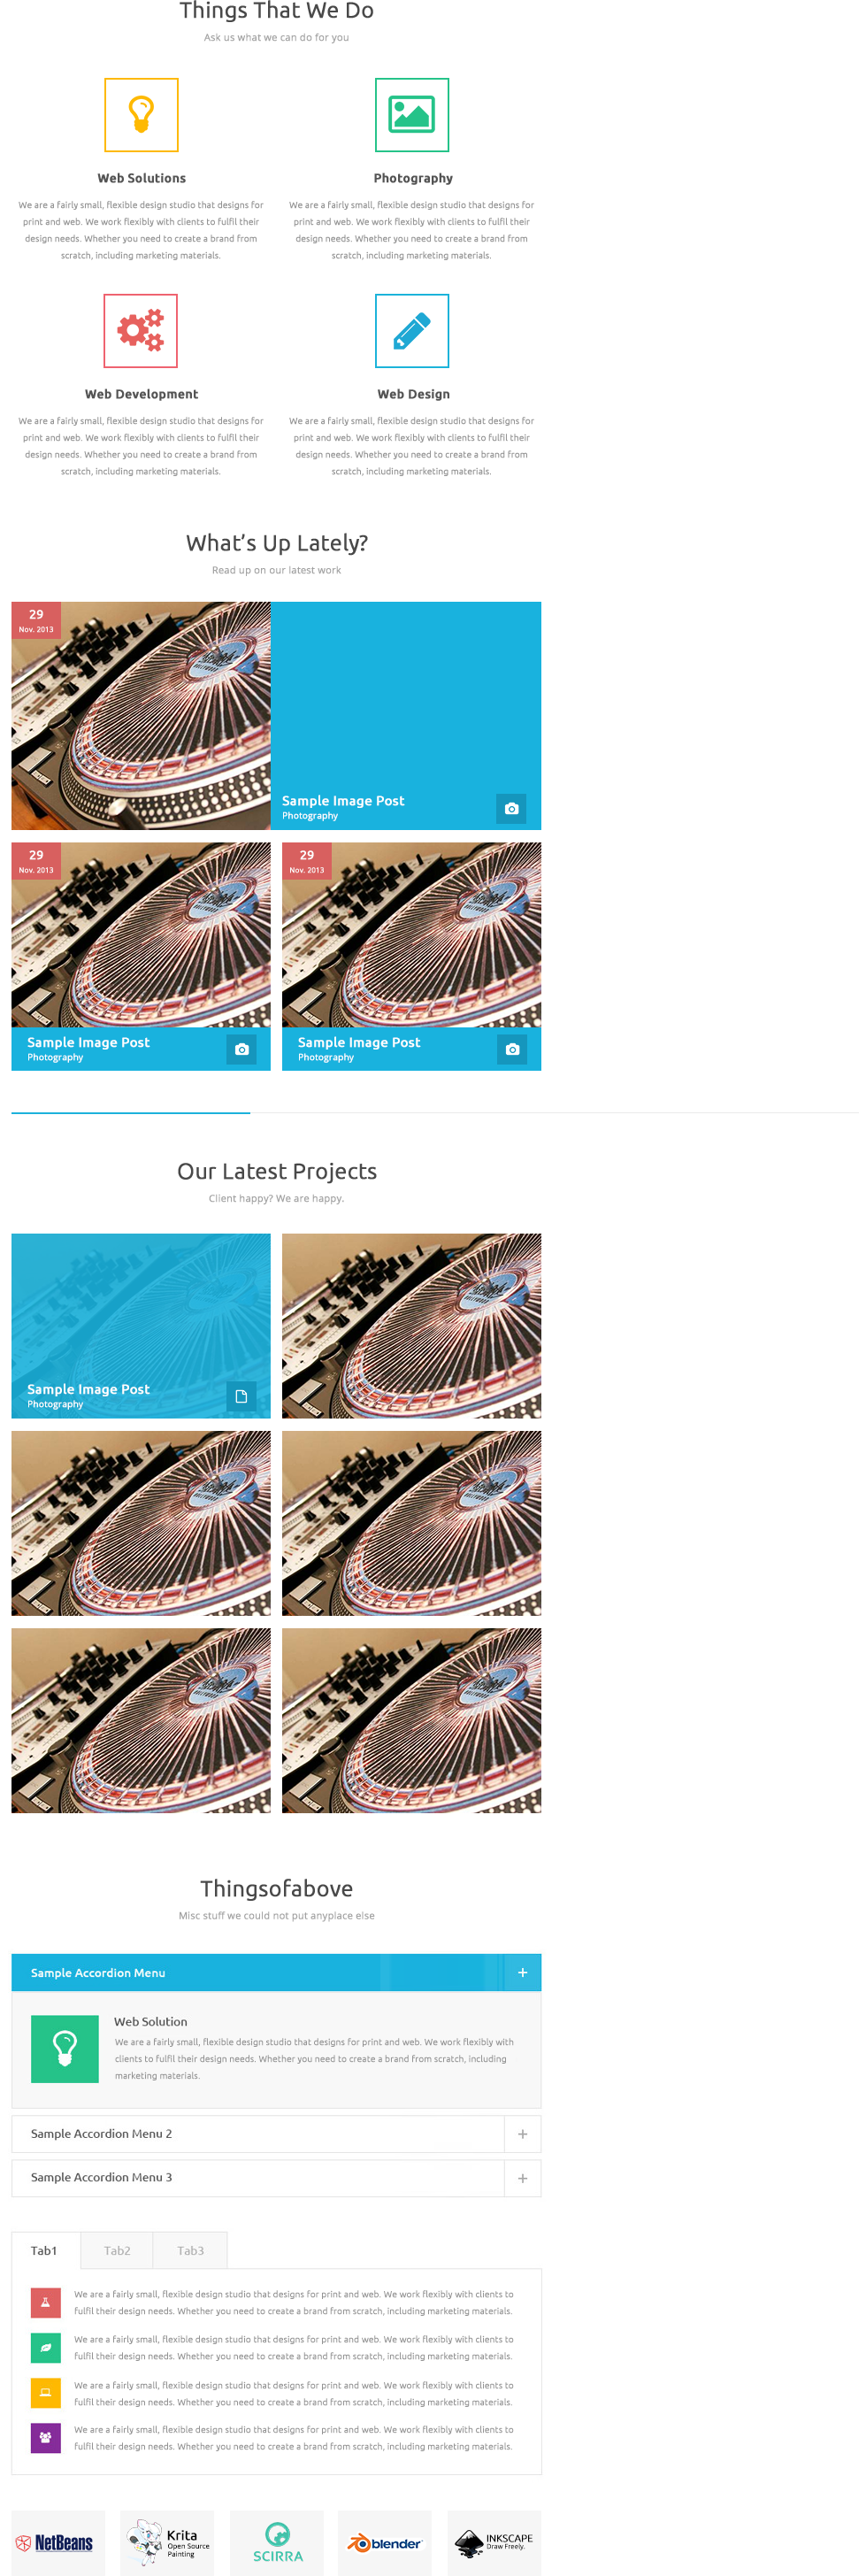 Things That We Do
Ask us what we can do for you
Web Solutions
We are a fairly small, flexible design studio that designs for
print and web. We work flexibly with clients to fulfil their
design needs. Whether you need to create a brand from
scratch, including marketing materials.
Photography
We are a fairly small, flexible design studio that designs for
print and web. We work flexibly with clients to fulfil their
design needs. Whether you need to create a brand from
scratch, including marketing materials.
Web Development
We are a fairly small, flexible design studio that designs for
print and web. We work flexibly with clients to fulfil their
design needs. Whether you need to create a brand from
scratch, including marketing materials.
Web Design
We are a fairly small, flexible design studio that designs for
print and web. We work flexibly with clients to fulfil their
design needs. Whether you need to create a brand from
scratch, including marketing materials.
What's Up Lately?
Read up on our latest work
29
Nov. 2013
Sample Image Post
Photography
29
Nov. 2013
Sample Image Post
Photography
29
Nov. 2013
Sample Image Post
Photography
Our Latest Projects
Client happy? We are happy.
Sample Image Post
Photography
Thingsofabove
Misc stuff we could not put anyplace else
Sample Accordion Menu
Web Solution
We are a fairly small, flexible design studio that designs for print and web. We work flexibly with
clients to fulfil their design needs. Whether you need to create a brand from scratch, including
marketing materials.
Sample Accordion Menu 2
Sample Accordion Menu 3
Tab1
Tab2
Tab3
We are a fairly small, flexible design studio that designs for print and web. We work flexibly with clients to
fulfil their design needs. Whether you need to create a brand from scratch, including marketing materials.
We are a fairly small, flexible design studio that designs for print and web. We work flexibly with clients to
fulfil their design needs. Whether you need to create a brand from scratch, including marketing materials.
We are a fairly small, flexible design studio that designs for print and web. We work flexibly with clients to
fulfil their design needs. Whether you need to create a brand from scratch, including marketing materials.
We are a fairly small, flexible design studio that designs for print and web. We work flexibly with clients to
fulfil their design needs. Whether you need to create a brand from scratch, including marketing materials.
NetBeans
Krita
Open Source
Painting
SCIRRA
blender
INKSCAPE
Draw Freely.